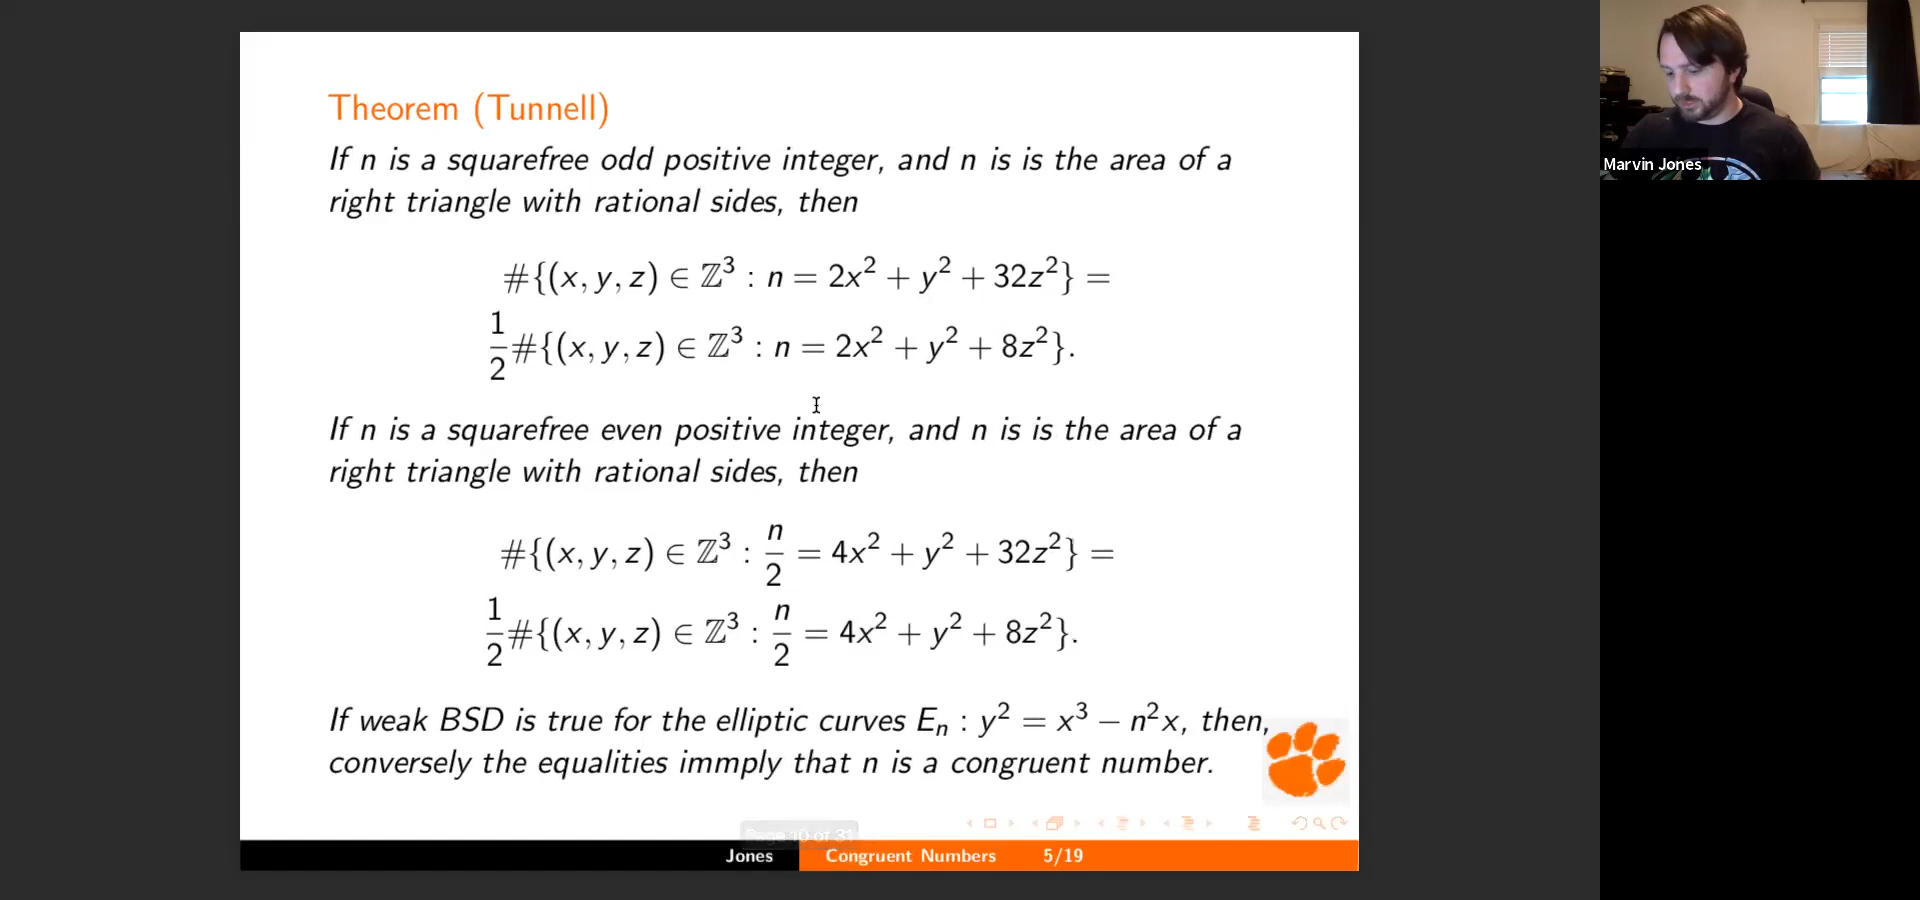 Theorem (Tunnell)
If n is a squarefree odd positive integer, and n is is the area of a
right triangle with rational sides, then
#{(x, y, z) ∈ ℤ³ : n = 2x² + y² + 32z²} =
1/2 #{(x, y, z) ∈ ℤ³ : n = 2x² + y² + 8z²}.
If n is a squarefree even positive integer, and n is is the area of a
right triangle with rational sides, then
#{(x, y, z) ∈ ℤ³ : n/2 = 4x² + y² + 32z²} =
1/2 #{(x, y, z) ∈ ℤ³ : n/2 = 4x² + y² + 8z²}.
If weak BSD is true for the elliptic curves Eₙ : y² = x³ − n²x, then,
conversely the equalities immply that n is a congruent number.
Page 10 of 31
Jones Congruent Numbers 5/19
Marvin Jones